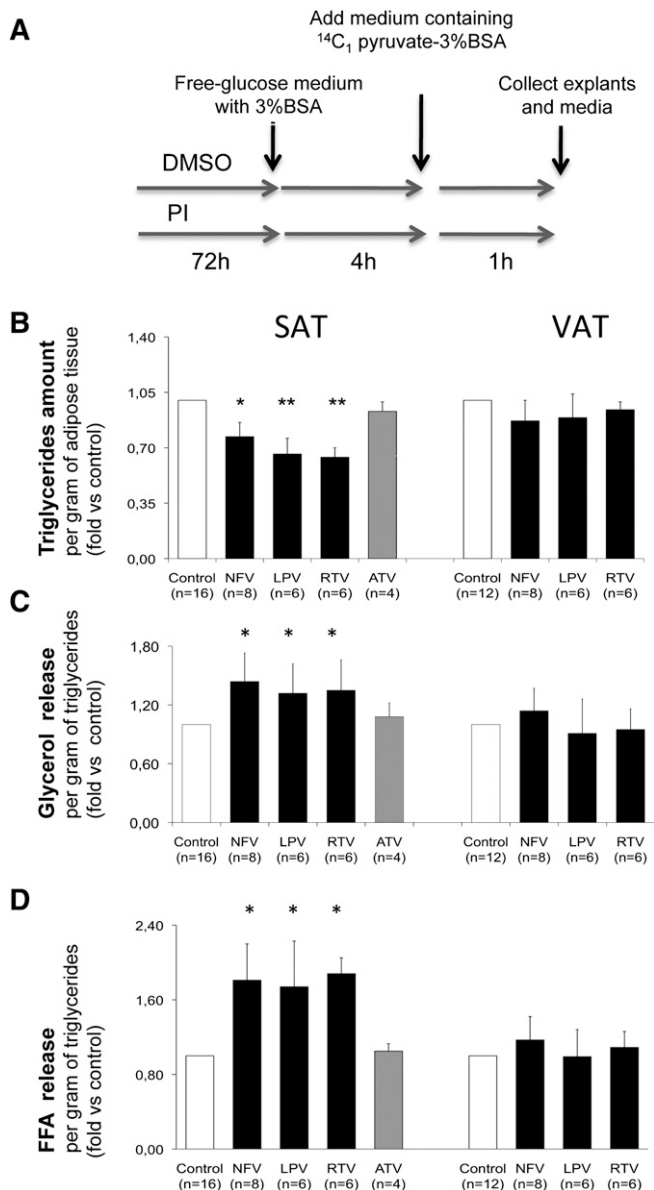 A
Add medium containing
¹⁴C₁ pyruvate-3%BSA
Free-glucose medium
with 3%BSA
Collect explants
and media
DMSO
PI
72h 4h 1h
B
SAT VAT
Triglycerides amount
per gram of adipose tissue
(fold vs control)
1,40
1,05
0,70
0,35
0,00
* ** **
Control NFV LPV RTV ATV Control NFV LPV RTV
(n=16) (n=8) (n=6) (n=6) (n=4) (n=12) (n=8) (n=6) (n=6)
C
Glycerol release
per gram of triglycerides
(fold vs control)
1,80
1,20
0,60
0,00
* * *
Control NFV LPV RTV ATV Control NFV LPV RTV
(n=16) (n=8) (n=6) (n=6) (n=4) (n=12) (n=8) (n=6) (n=6)
D
FFA release
per gram of triglycerides
(fold vs control)
2,40
1,60
0,80
0,00
* * *
Control NFV LPV RTV ATV Control NFV LPV RTV
(n=16) (n=8) (n=6) (n=6) (n=4) (n=12) (n=8) (n=6) (n=6)